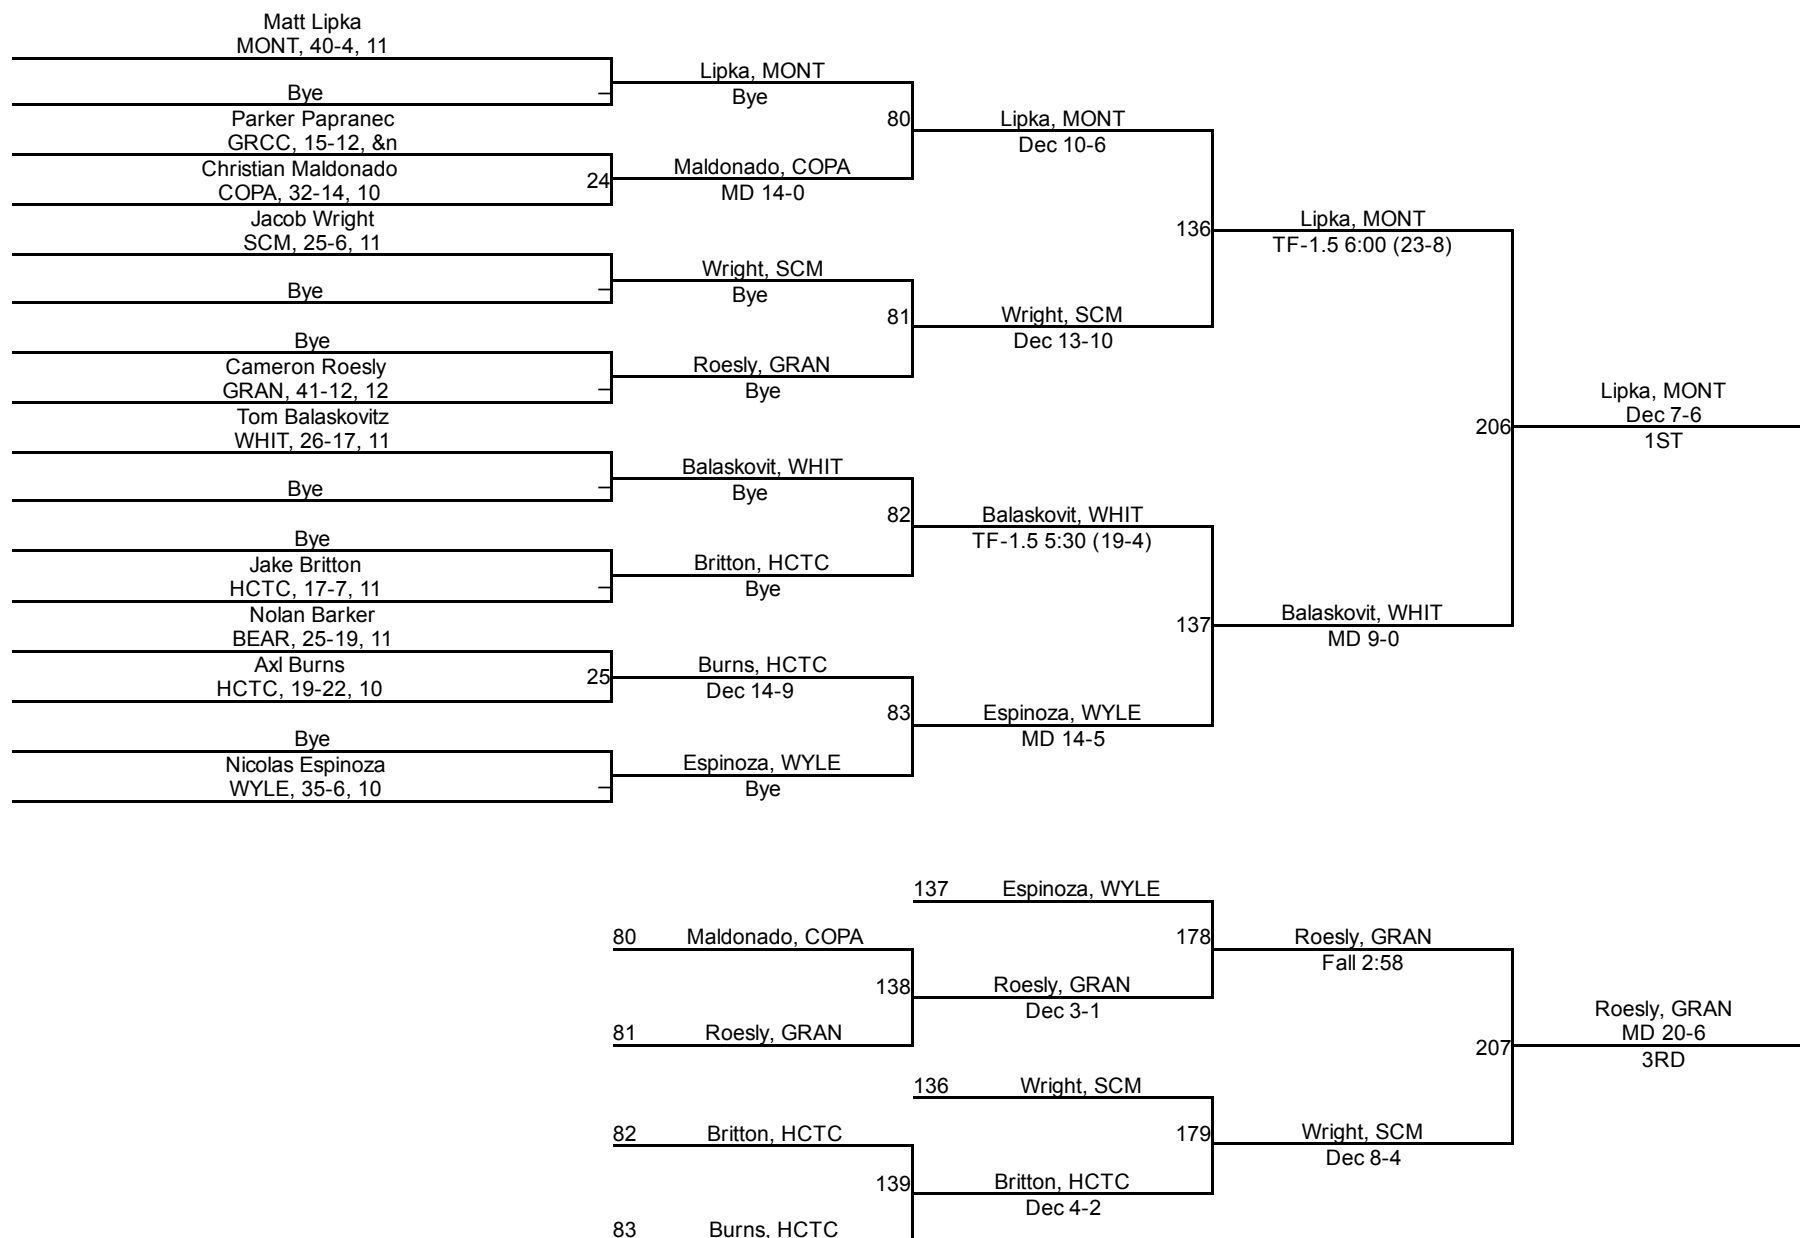 Matt Lipka
MONT, 40-4, 11
Bye
Parker Papranec
GRCC, 15-12, &n
Christian Maldonado
COPA, 32-14, 10
Jacob Wright
SCM, 25-6, 11
Bye
Bye
Cameron Roesly
GRAN, 41-12, 12
Tom Balaskovitz
WHIT, 26-17, 11
Bye
Bye
Jake Britton
HCTC, 17-7, 11
Nolan Barker
BEAR, 25-19, 11
Axl Burns
HCTC, 19-22, 10
Bye
Nicolas Espinoza
WYLE, 35-6, 10
–
24
–
–
–
–
25
–
Lipka, MONT
Bye
Maldonado, COPA
MD 14-0
Wright, SCM
Bye
Roesly, GRAN
Bye
Balaskovit, WHIT
Bye
Britton, HCTC
Bye
Burns, HCTC
Dec 14-9
Espinoza, WYLE
Bye
80
81
82
83
Lipka, MONT
Dec 10-6
Wright, SCM
Dec 13-10
Balaskovit, WHIT
TF-1.5 5:30 (19-4)
Espinoza, WYLE
MD 14-5
136
137
Lipka, MONT
TF-1.5 6:00 (23-8)
Balaskovit, WHIT
MD 9-0
206
Lipka, MONT
Dec 7-6
1ST
80 Maldonado, COPA
81 Roesly, GRAN
82 Britton, HCTC
83 Burns, HCTC
138
139
137 Espinoza, WYLE
Roesly, GRAN
Dec 3-1
136 Wright, SCM
Britton, HCTC
Dec 4-2
178
179
Roesly, GRAN
Fall 2:58
Wright, SCM
Dec 8-4
207
Roesly, GRAN
MD 20-6
3RD